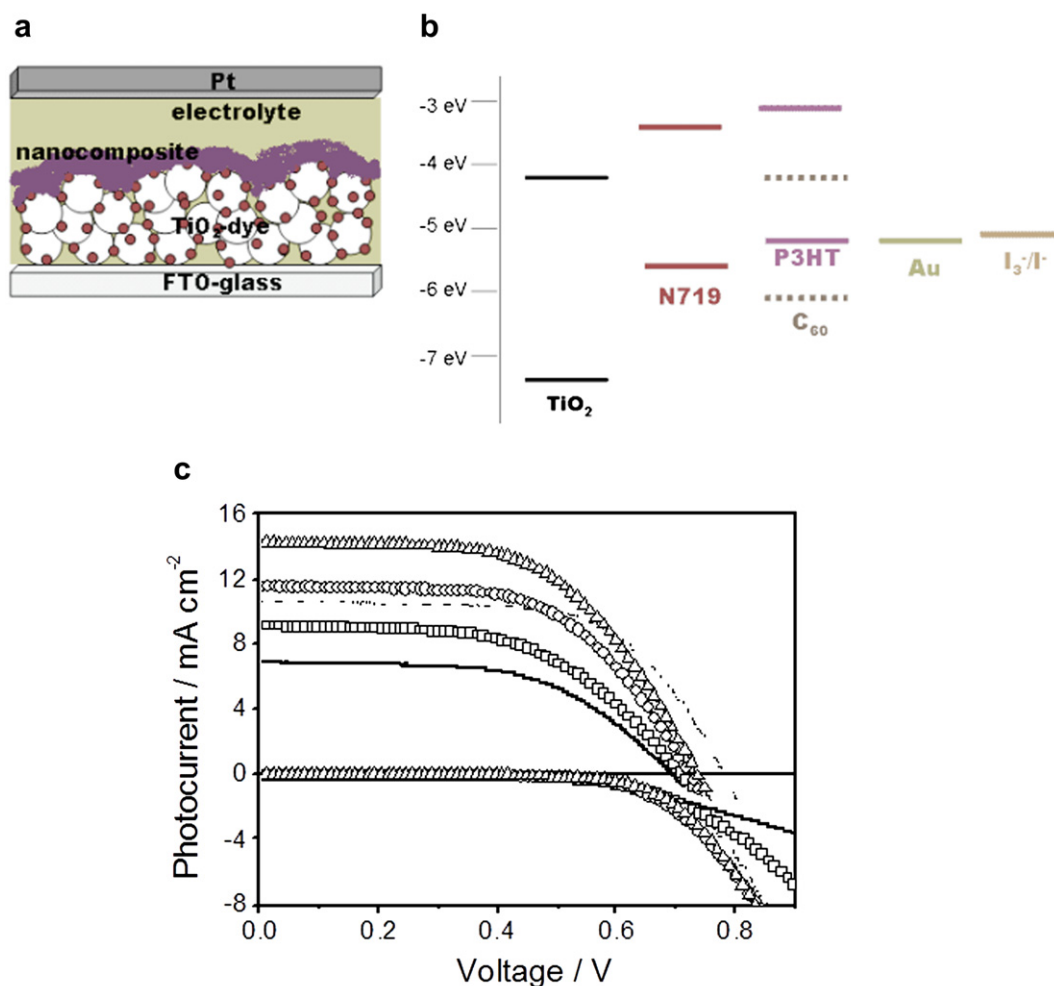 a
Pt
electrolyte
nanocomposite
TiO₂-dye
FTO-glass
b
-3 eV
-4 eV
-5 eV
-6 eV
-7 eV
TiO₂
N719
P3HT
C₆₀
Au
I₃⁻/I⁻
c
Photocurrent / mA cm⁻²
16
12
8
4
0
-4
-8
0.0 0.2 0.4 0.6 0.8
Voltage / V